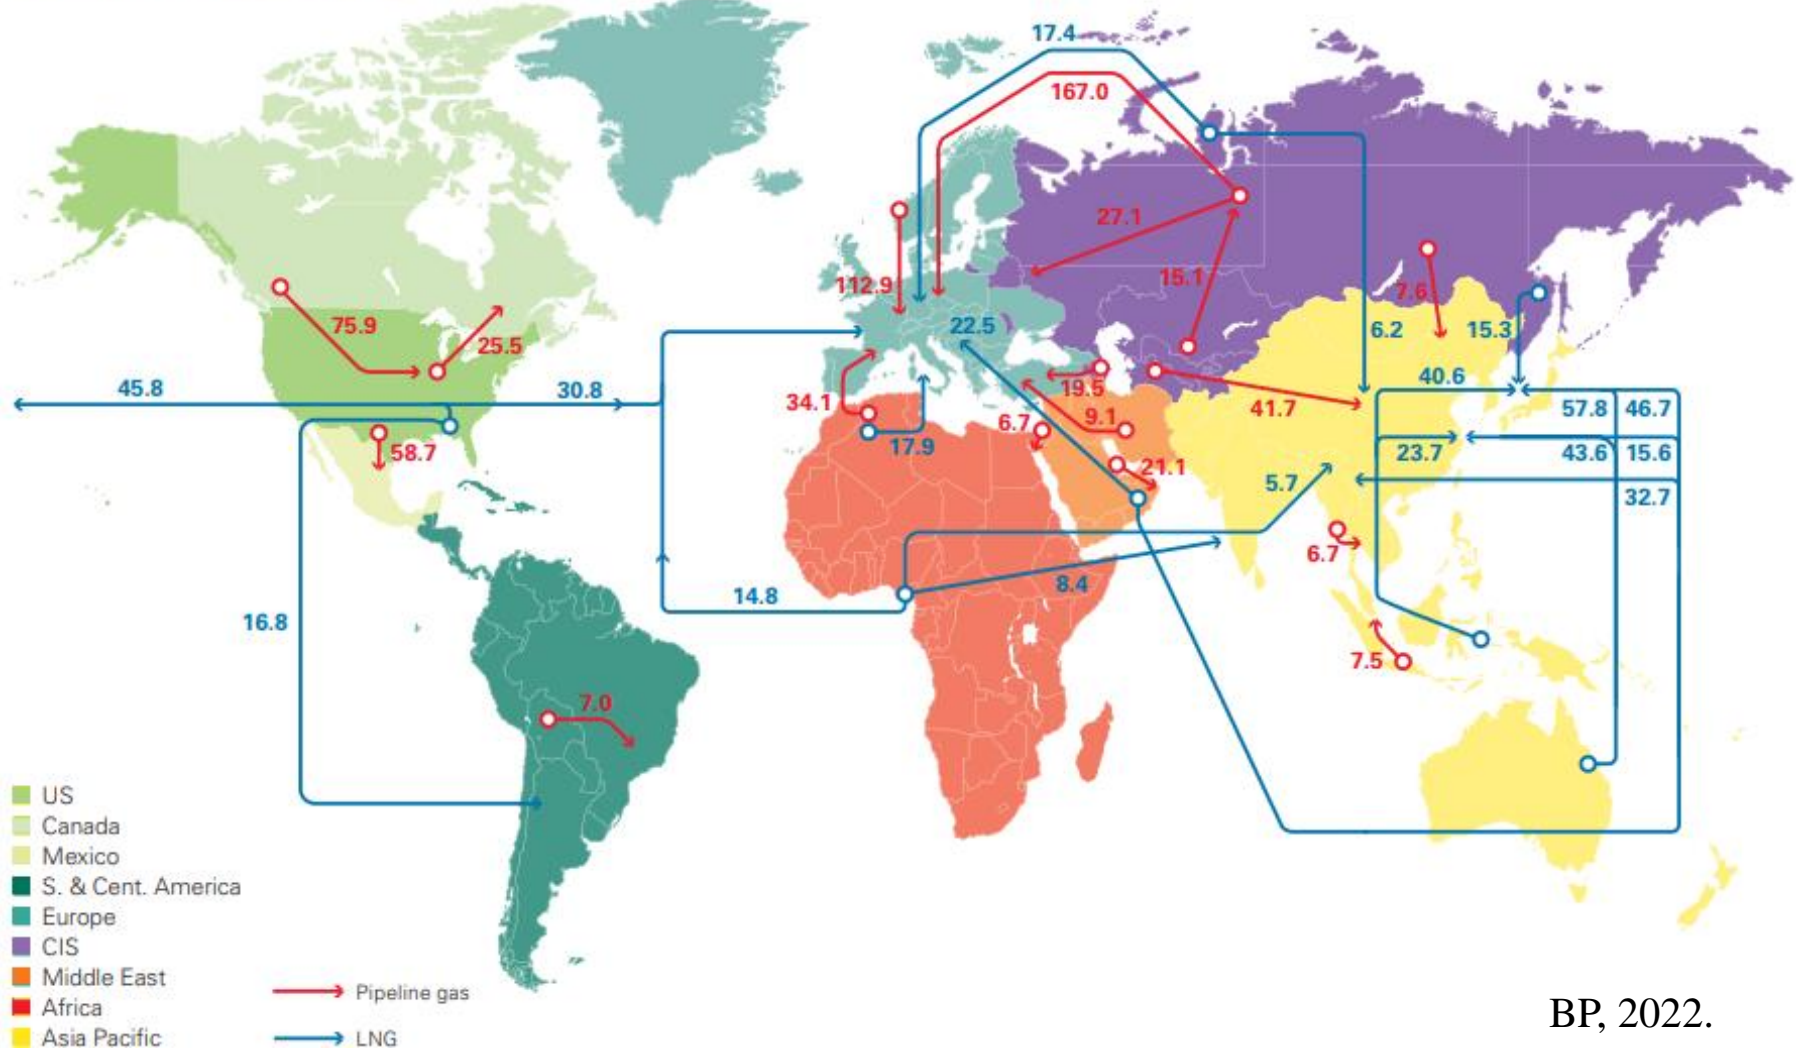 17.4
167.0
27.1
15.1
112.9
7.6
75.9
25.5
22.5
6.2
15.3
45.8
30.8
40.6
34.1
19.5
9.1
41.7
57.8
46.7
58.7
17.9
6.7
21.1
23.7
43.6
15.6
5.7
32.7
6.7
14.8
8.4
16.8
7.5
7.0
US
Canada
Mexico
S. & Cent. America
Europe
CIS
Middle East
Africa
Asia Pacific
Pipeline gas
LNG
BP, 2022.